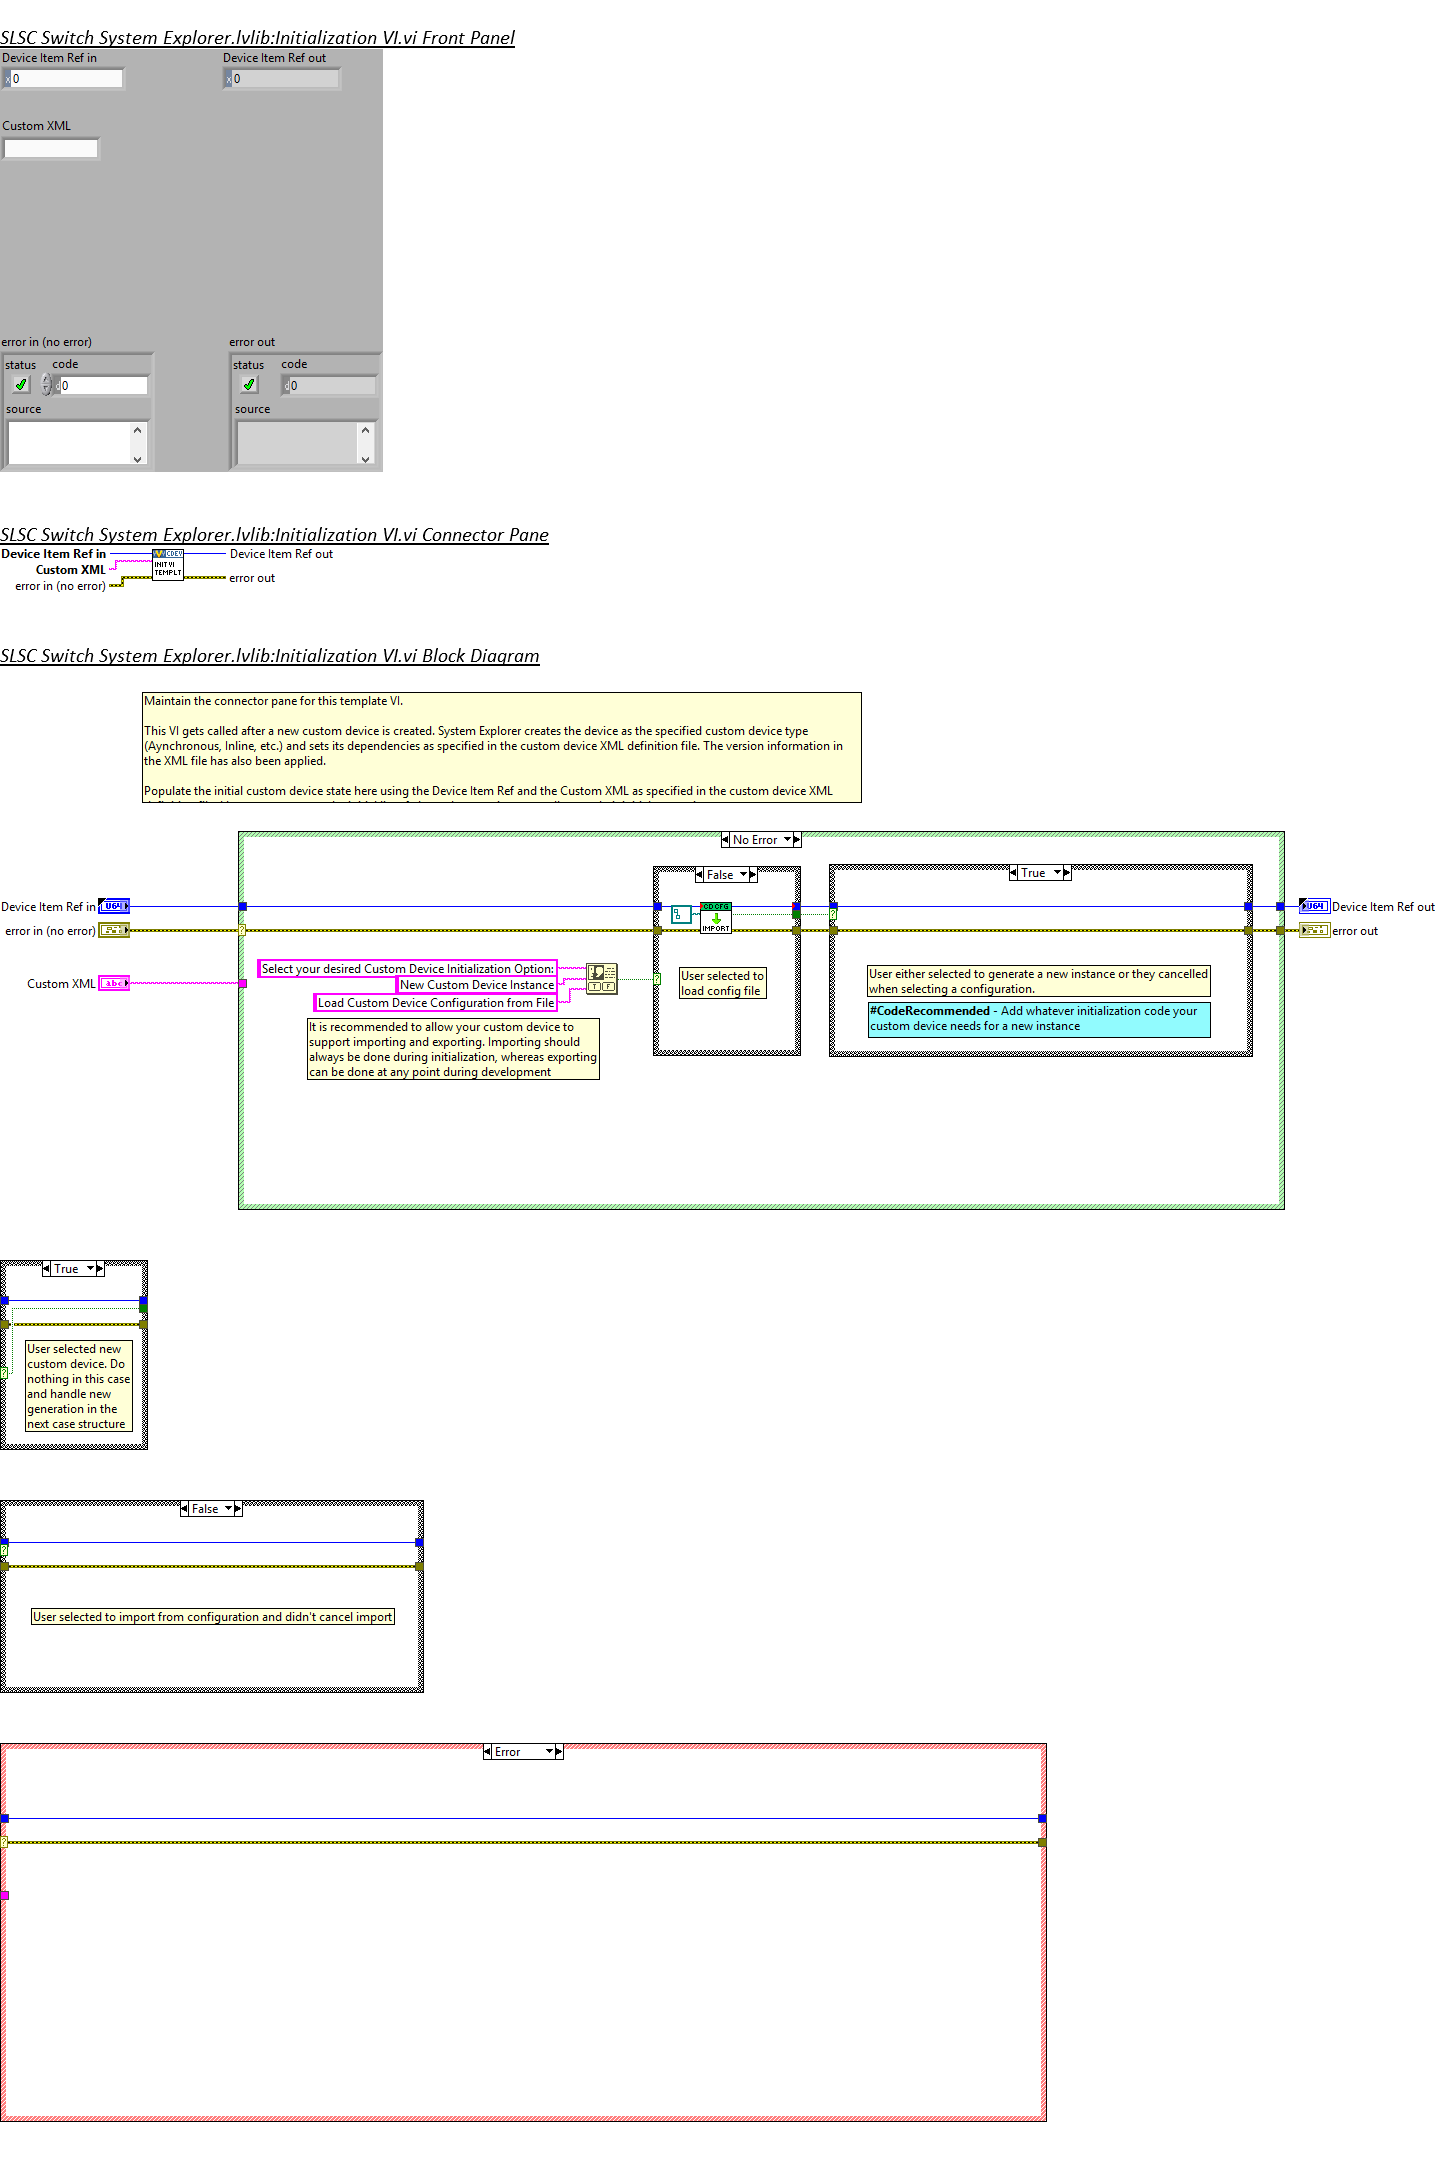 SLSC Switch System Explorer.lvlib:Initialization VI.vi Front Panel
Device Item Ref in
Device Item Ref out
x 0
x 0
Custom XML
error in (no error)
error out
status code
status code
d 0
d 0
source
source
SLSC Switch System Explorer.lvlib:Initialization VI.vi Connector Pane
Device Item Ref in
Custom XML
error in (no error)
CDEV
INIT VI
TEMPLT
Device Item Ref out
error out
SLSC Switch System Explorer.lvlib:Initialization VI.vi Block Diagram
Maintain the connector pane for this template VI.
This VI gets called after a new custom device is created. System Explorer creates the device as the specified custom device type
(Aynchronous, Inline, etc.) and sets its dependencies as specified in the custom device XML definition file. The version information in
the XML file has also been applied.
Populate the initial custom device state here using the Device Item Ref and the Custom XML as specified in the custom device XML
No Error
False
True
Device Item Ref in
U64
CD CFG
IMPORT
U64
Device Item Ref out
error in (no error)
error out
Custom XML
abc
Select your desired Custom Device Initialization Option:
New Custom Device Instance
Load Custom Device Configuration from File
T F
?
?
?
User selected to
load config file
User either selected to generate a new instance or they cancelled
when selecting a configuration.
#CodeRecommended - Add whatever initialization code your
custom device needs for a new instance
It is recommended to allow your custom device to
support importing and exporting. Importing should
always be done during initialization, whereas exporting
can be done at any point during development
True
?
User selected new
custom device. Do
nothing in this case
and handle new
generation in the
next case structure
False
?
User selected to import from configuration and didn't cancel import
Error
?